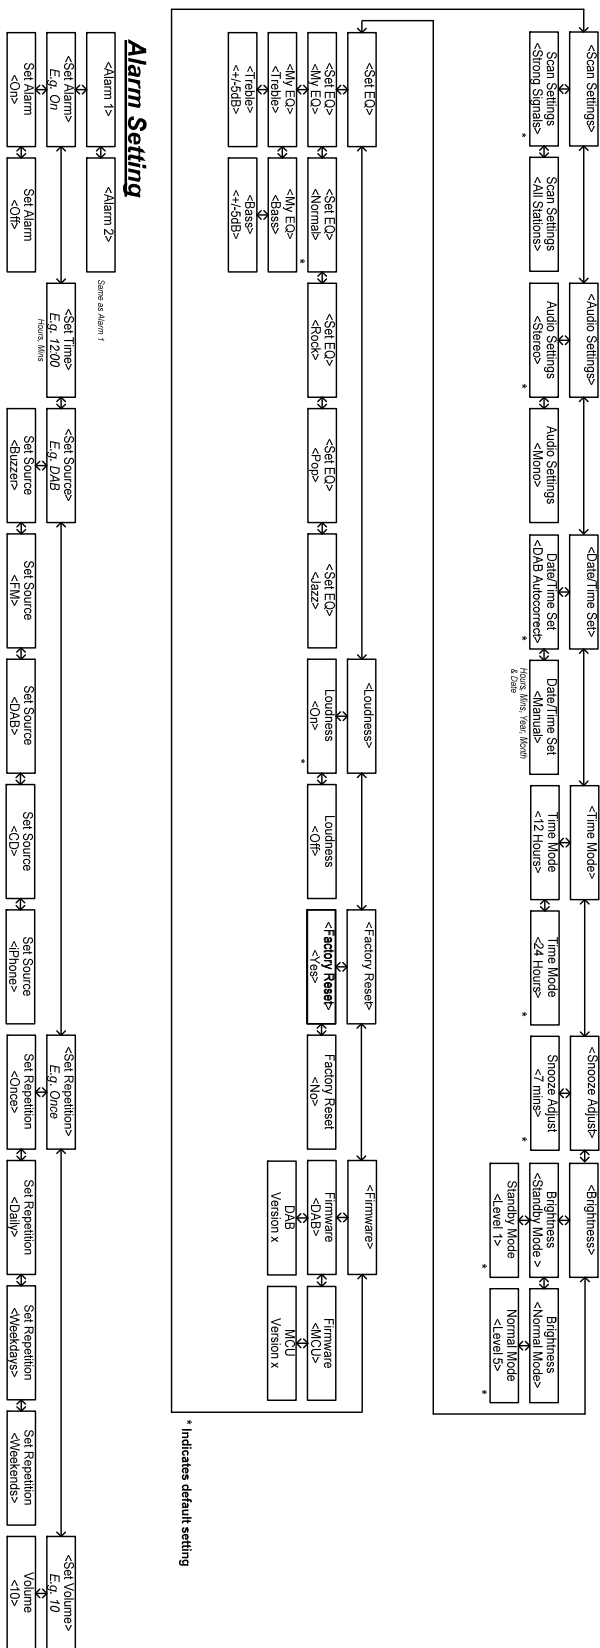 <Scan Settings>
<Audio Settings>
<Date/Time Set>
<Time Mode>
<Snooze Adjust>
<Brightness>
Scan Settings
<Strong Signals>
*
Scan Settings
<All Stations>
Audio Settings
<Stereo>
*
Audio Settings
<Mono>
Date/Time Set
<DAB Autocorrect>
*
Date/Time Set
<Manual>
Hours, Mins, Year, Month
& Date
Time Mode
<12 Hours>
Time Mode
<24 Hours>
*
Snooze Adjust
<7 mins>
*
Brightness
<Standby Mode >
Brightness
<Normal Mode>
Standby Mode
<Level 1>
*
Normal Mode
<Level 5>
*
<Set EQ>
<Loudness>
<Factory Reset>
<Firmware>
<Set EQ>
<My EQ>
<Set EQ>
<Normal>
*
<Set EQ>
<Rock>
<Set EQ>
<Pop>
<Set EQ>
<Jazz>
Loudness
<On>
*
Loudness
<Off>
<Factory Reset>
<Yes>
Factory Reset
<No>
Firmware
<DAB>
Firmware
<MCU>
<My EQ>
<Treble>
<My EQ>
<Bass>
DAB
Version x
MCU
Version x
<Treble>
<+/-5dB>
<Bass>
<+/-5dB>
* Indicates default setting
Alarm Setting
<Alarm 1>
<Alarm 2>
Same as Alarm 1
<Set Alarm>
E.g. On
<Set Time>
E.g. 12:00
Hours, Mins
<Set Source>
E.g. DAB
<Set Repetition>
E.g. Once
<Set Volume>
E.g. 10
Set Alarm
<On>
Set Alarm
<Off>
Set Source
<Buzzer>
Set Source
<FM>
Set Source
<DAB>
Set Source
<CD>
Set Source
<iPhone>
Set Repetition
<Once>
Set Repetition
<Daily>
Set Repetition
<Weekdays>
Set Repetition
<Weekends>
Volume
<10>